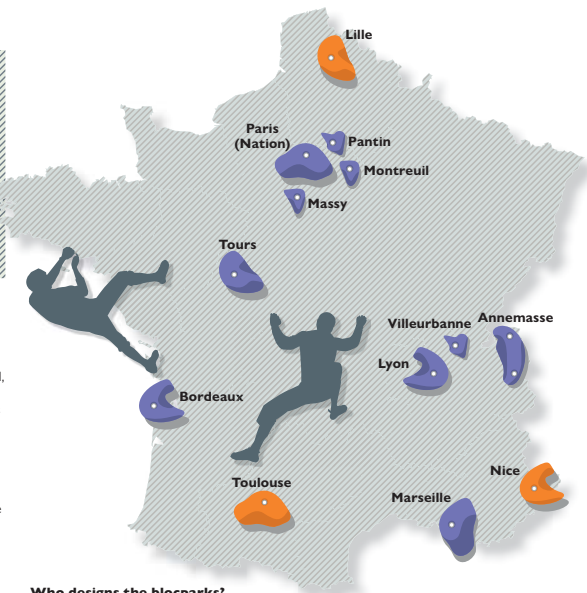 Lille
Paris
(Nation)
Pantin
Montreuil
Massy
Tours
Villeurbanne
Annemasse
Lyon
Bordeaux
Nice
Toulouse
Marseille
Who designs the blocparks?